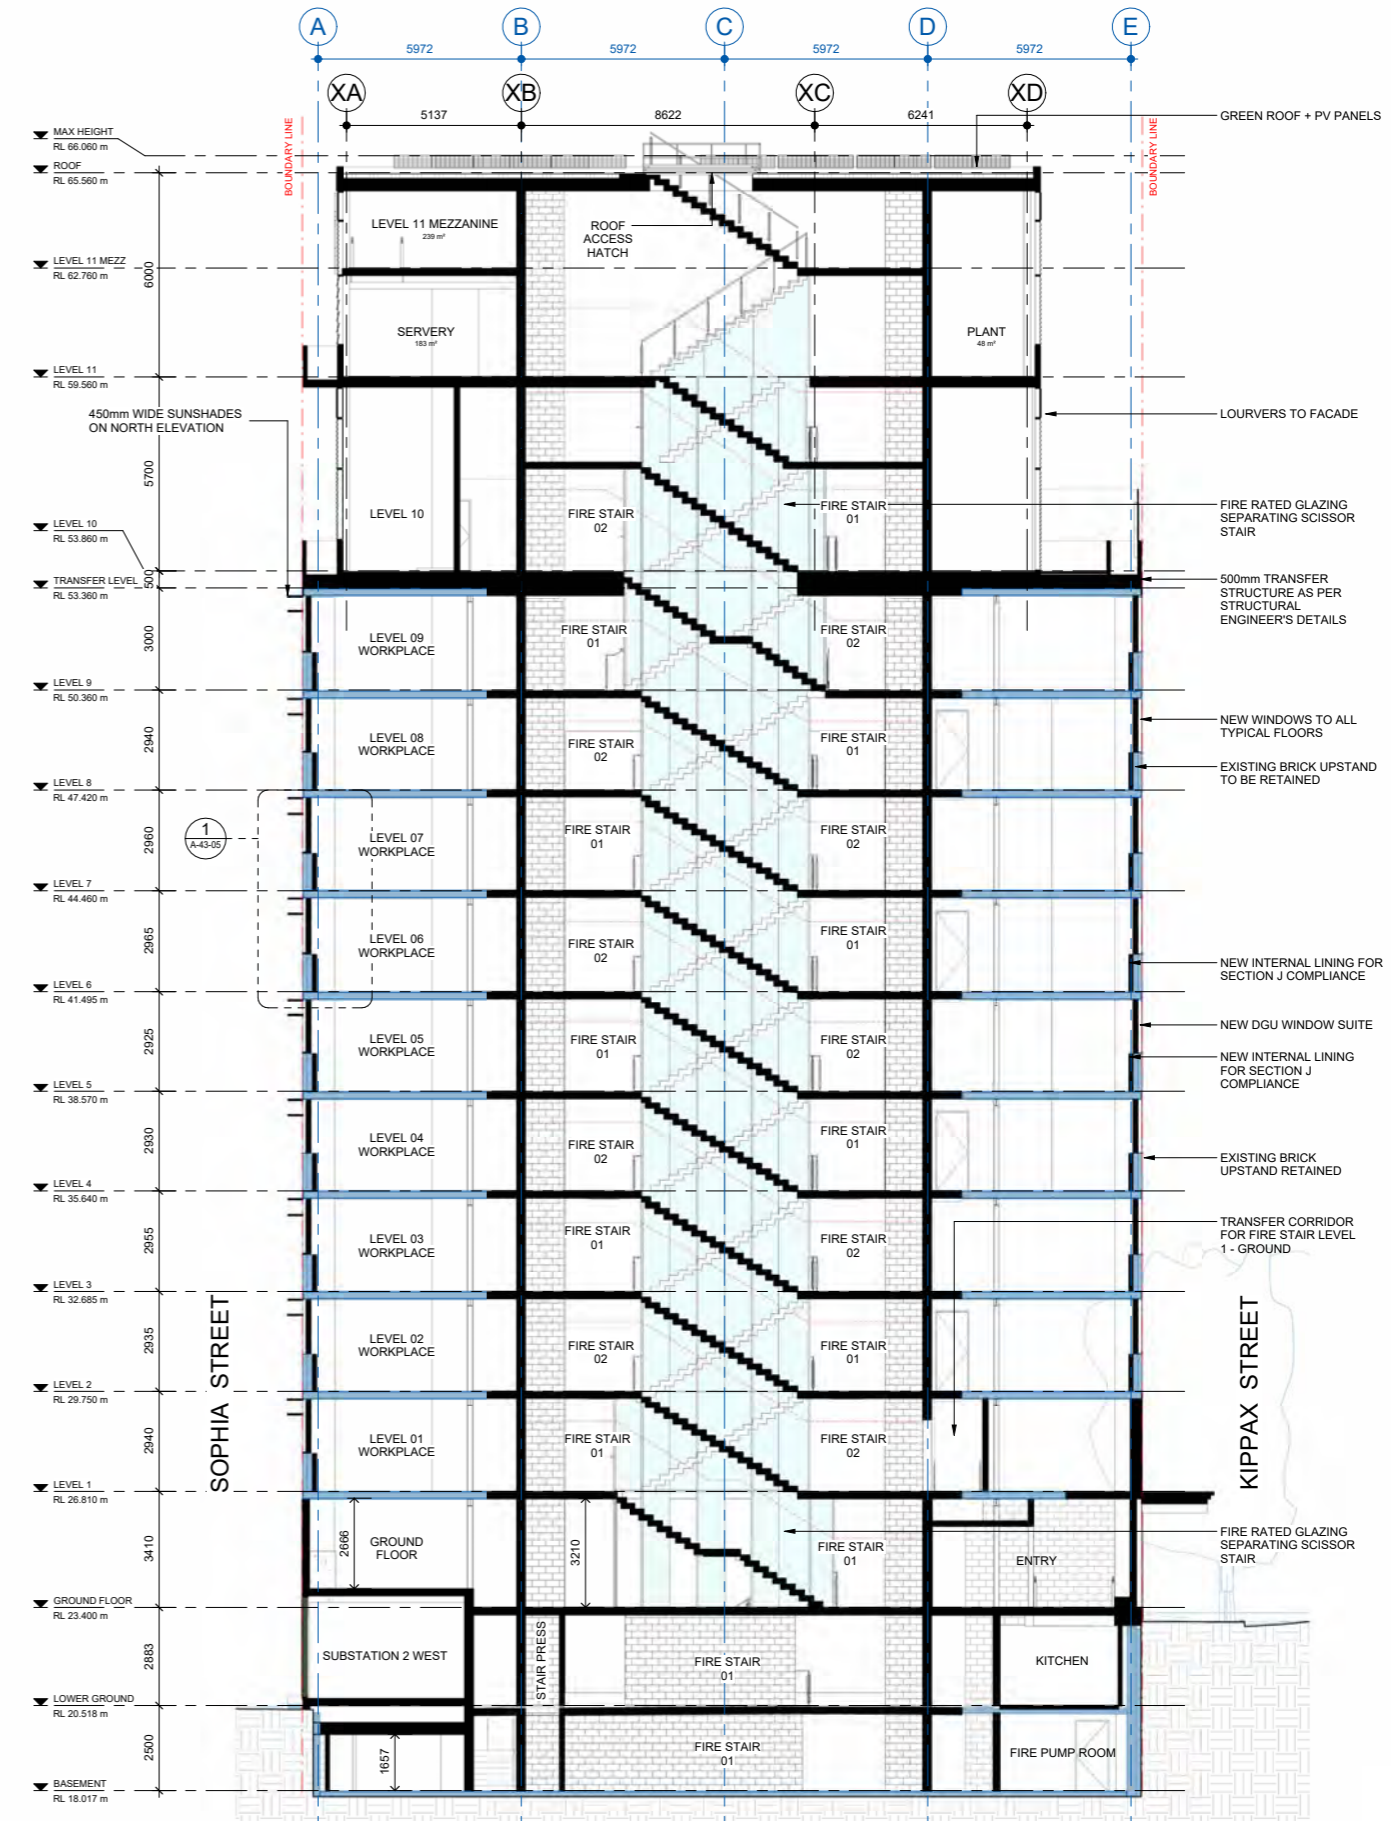 A
B
C
D
E
5972
5972
5972
5972
XA
XB
XC
XD
5137
8622
6241
GREEN ROOF + PV PANELS
BOUNDARY LINE
BOUNDARY LINE
MAX HEIGHT
RL 66.060 m
ROOF
RL 65.560 m
LEVEL 11 MEZZANINE
239 m²
ROOF
ACCESS
HATCH
LEVEL 11 MEZZ
RL 62.760 m
6000
SERVERY
183 m²
PLANT
48 m²
LEVEL 11
RL 59.560 m
450mm WIDE SUNSHADES
ON NORTH ELEVATION
LOURVERS TO FACADE
5700
LEVEL 10
FIRE STAIR
02
FIRE STAIR
01
FIRE RATED GLAZING
SEPARATING SCISSOR
STAIR
LEVEL 10
RL 53.860 m
500
TRANSFER LEVEL
RL 53.360 m
500mm TRANSFER
STRUCTURE AS PER
STRUCTURAL
ENGINEER'S DETAILS
3000
LEVEL 09
WORKPLACE
FIRE STAIR
01
FIRE STAIR
02
LEVEL 9
RL 50.360 m
NEW WINDOWS TO ALL
TYPICAL FLOORS
2940
LEVEL 08
WORKPLACE
FIRE STAIR
02
FIRE STAIR
01
EXISTING BRICK UPSTAND
TO BE RETAINED
LEVEL 8
RL 47.420 m
1
A-43-05
2960
LEVEL 07
WORKPLACE
FIRE STAIR
01
FIRE STAIR
02
LEVEL 7
RL 44.460 m
2965
LEVEL 06
WORKPLACE
FIRE STAIR
02
FIRE STAIR
01
NEW INTERNAL LINING FOR
SECTION J COMPLIANCE
LEVEL 6
RL 41.495 m
NEW DGU WINDOW SUITE
2925
LEVEL 05
WORKPLACE
FIRE STAIR
01
FIRE STAIR
02
NEW INTERNAL LINING
FOR SECTION J
COMPLIANCE
LEVEL 5
RL 38.570 m
2930
LEVEL 04
WORKPLACE
FIRE STAIR
02
FIRE STAIR
01
EXISTING BRICK
UPSTAND RETAINED
LEVEL 4
RL 35.640 m
2955
LEVEL 03
WORKPLACE
FIRE STAIR
01
FIRE STAIR
02
TRANSFER CORRIDOR
FOR FIRE STAIR LEVEL
1 - GROUND
LEVEL 3
RL 32.685 m
2935
LEVEL 02
WORKPLACE
FIRE STAIR
02
FIRE STAIR
01
SOPHIA STREET
KIPPAX STREET
LEVEL 2
RL 29.750 m
2940
LEVEL 01
WORKPLACE
FIRE STAIR
01
FIRE STAIR
02
LEVEL 1
RL 26.810 m
3410
2666
GROUND
FLOOR
3210
FIRE STAIR
01
ENTRY
FIRE RATED GLAZING
SEPARATING SCISSOR
STAIR
GROUND FLOOR
RL 23.400 m
2883
SUBSTATION 2 WEST
STAIR PRESS
FIRE STAIR
01
KITCHEN
LOWER GROUND
RL 20.518 m
2500
1657
FIRE STAIR
01
FIRE PUMP ROOM
BASEMENT
RL 18.017 m